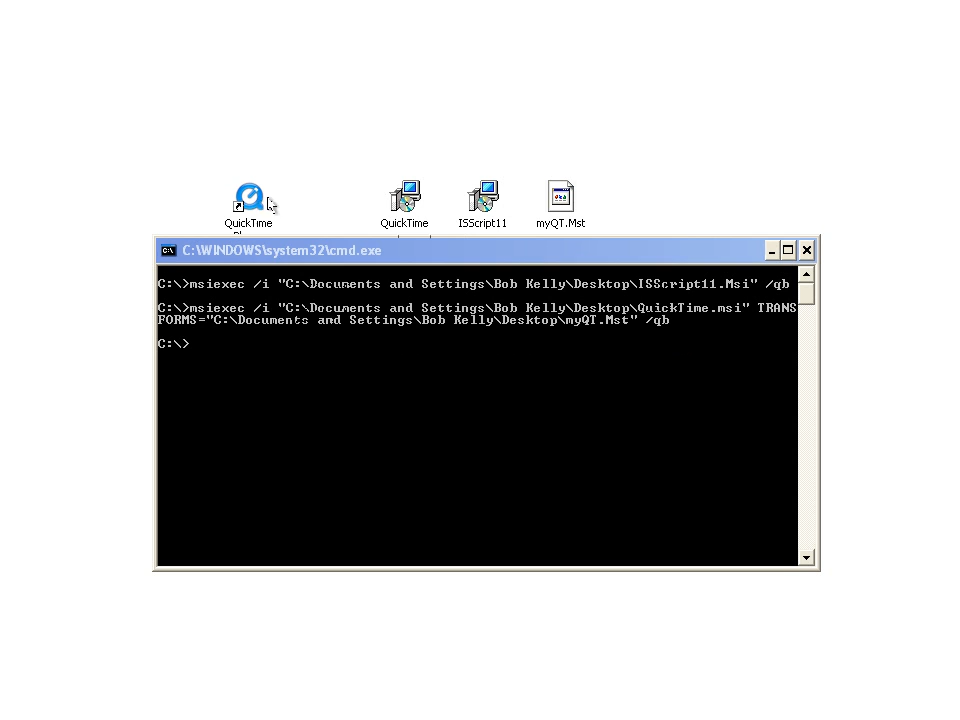 QuickTime
QuickTime
ISScript11
myQT.Mst
C:\WINDOWS\system32\cmd.exe
C:\>msiexec /i "C:\Documents and Settings\Bob Kelly\Desktop\ISScript11.Msi" /qb
C:\>msiexec /i "C:\Documents and Settings\Bob Kelly\Desktop\QuickTime.msi" TRANS
FORMS="C:\Documents and Settings\Bob Kelly\Desktop\myQT.Mst" /qb
C:\>